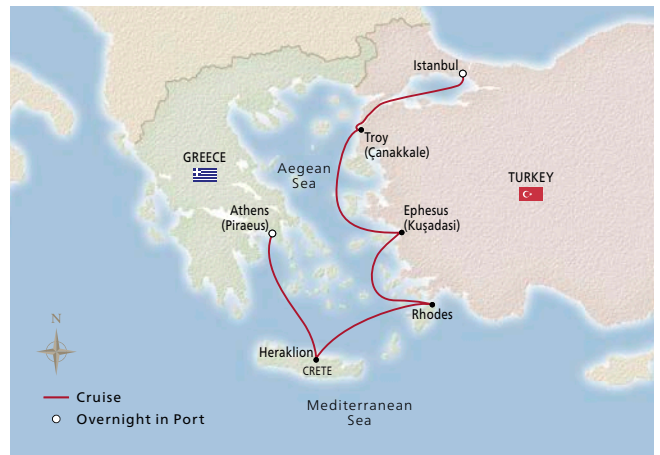 Istanbul
Troy
(Çanakkale)
GREECE
Aegean
Sea
TURKEY
Athens
(Piraeus)
Ephesus
(Kuşadasi)
Rhodes
N
Heraklion
CRETE
Cruise
Overnight in Port
Mediterranean
Sea